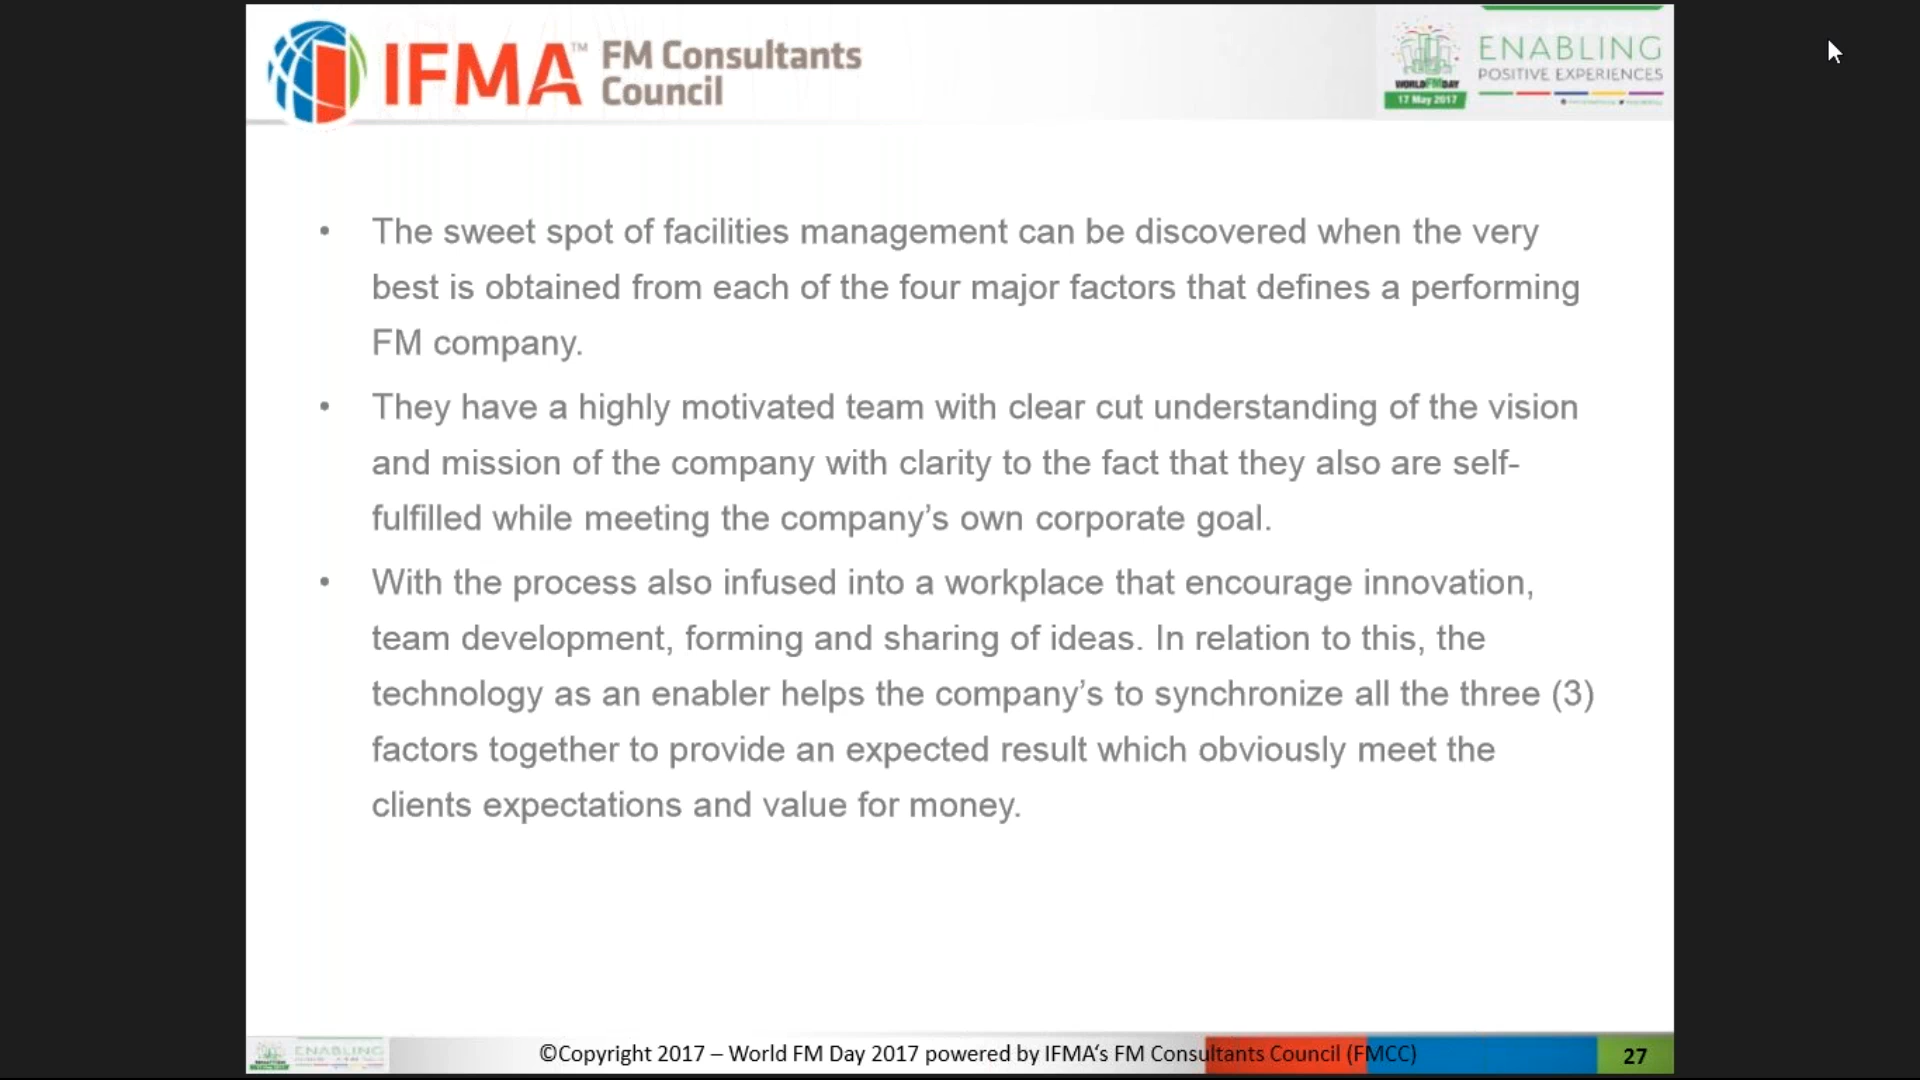 IFMA™ FM Consultants
Council
WORLD FM DAY
17 May 2017
ENABLING
POSITIVE EXPERIENCES
• The sweet spot of facilities management can be discovered when the very
best is obtained from each of the four major factors that defines a performing
FM company.
• They have a highly motivated team with clear cut understanding of the vision
and mission of the company with clarity to the fact that they also are self-
fulfilled while meeting the company’s own corporate goal.
• With the process also infused into a workplace that encourage innovation,
team development, forming and sharing of ideas. In relation to this, the
technology as an enabler helps the company’s to synchronize all the three (3)
factors together to provide an expected result which obviously meet the
clients expectations and value for money.
ENABLING
©Copyright 2017 – World FM Day 2017 powered by IFMA‘s FM Consultants Council (FMCC)
27